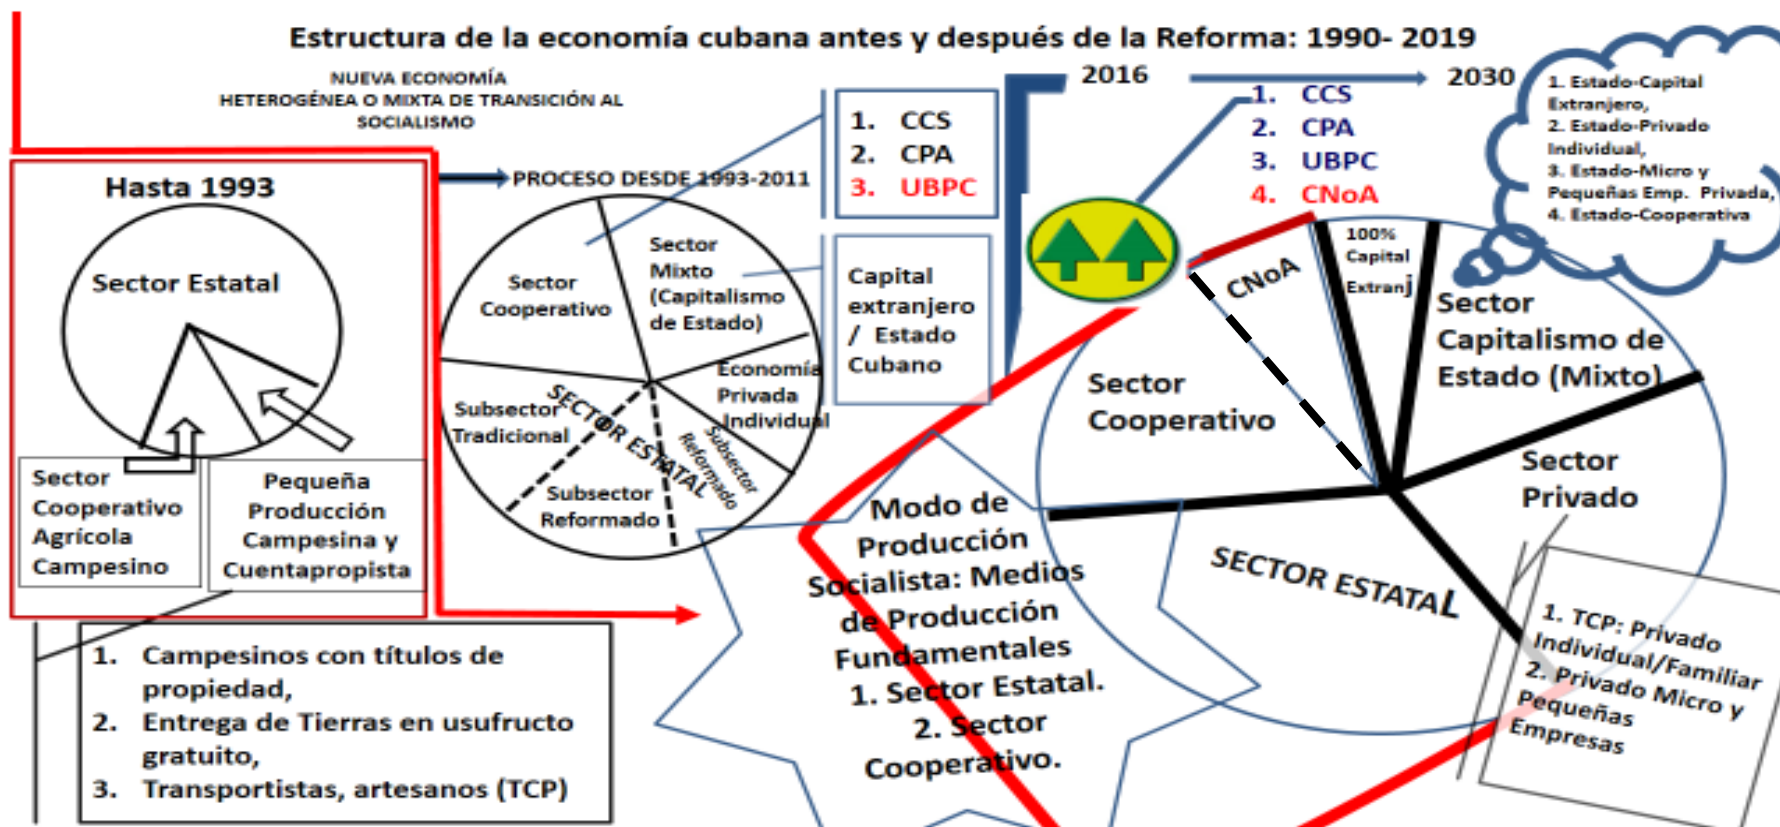 Estructura de la economía cubana antes y después de la Reforma: 1990- 2019
NUEVA ECONOMÍA
HETEROGÉNEA O MIXTA DE TRANSICIÓN AL
SOCIALISMO
Hasta 1993
Sector Estatal
Sector
Cooperativo
Agrícola
Campesino
Pequeña
Producción
Campesina y
Cuentapropista
1. Campesinos con títulos de
propiedad,
2. Entrega de Tierras en usufructo
gratuito,
3. Transportistas, artesanos (TCP)
PROCESO DESDE 1993-2011
Sector
Cooperativo
Sector
Mixto
(Capitalismo
de Estado)
Economía
Privada
Individual
Subsector
Tradicional
SECTOR ESTATAL
Subsector
Reformado
Subsector
Reformado
1. CCS
2. CPA
3. UBPC
Capital
extranjero
/ Estado
Cubano
2016
2030
1. CCS
2. CPA
3. UBPC
4. CNoA
1. Estado-Capital
Extranjero,
2. Estado-Privado
Individual,
3. Estado-Micro y
Pequeñas Emp. Privada,
4. Estado-Cooperativa
CNoA
100%
Capital
Extranj
Sector
Capitalismo de
Estado (Mixto)
Sector
Cooperativo
Sector
Privado
SECTOR ESTATAL
1. TCP: Privado
Individual/Familiar
2. Privado Micro y
Pequeñas
Empresas
Modo de
Producción
Socialista: Medios
de Producción
Fundamentales
1. Sector Estatal.
2. Sector
Cooperativo.